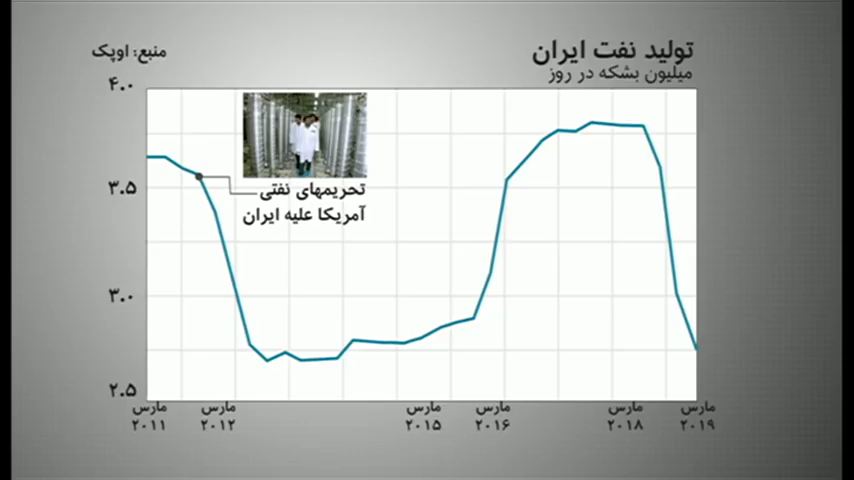 تولید نفت ایران
میلیون بشکه در روز
منبع: اوپک
۴.۰
۳.۵
۳.۰
۲.۵
تحریمهای نفتی
آمریکا علیه ایران
مارس ۲۰۱۱
مارس ۲۰۱۲
مارس ۲۰۱۵
مارس ۲۰۱۶
مارس ۲۰۱۸
مارس ۲۰۱۹